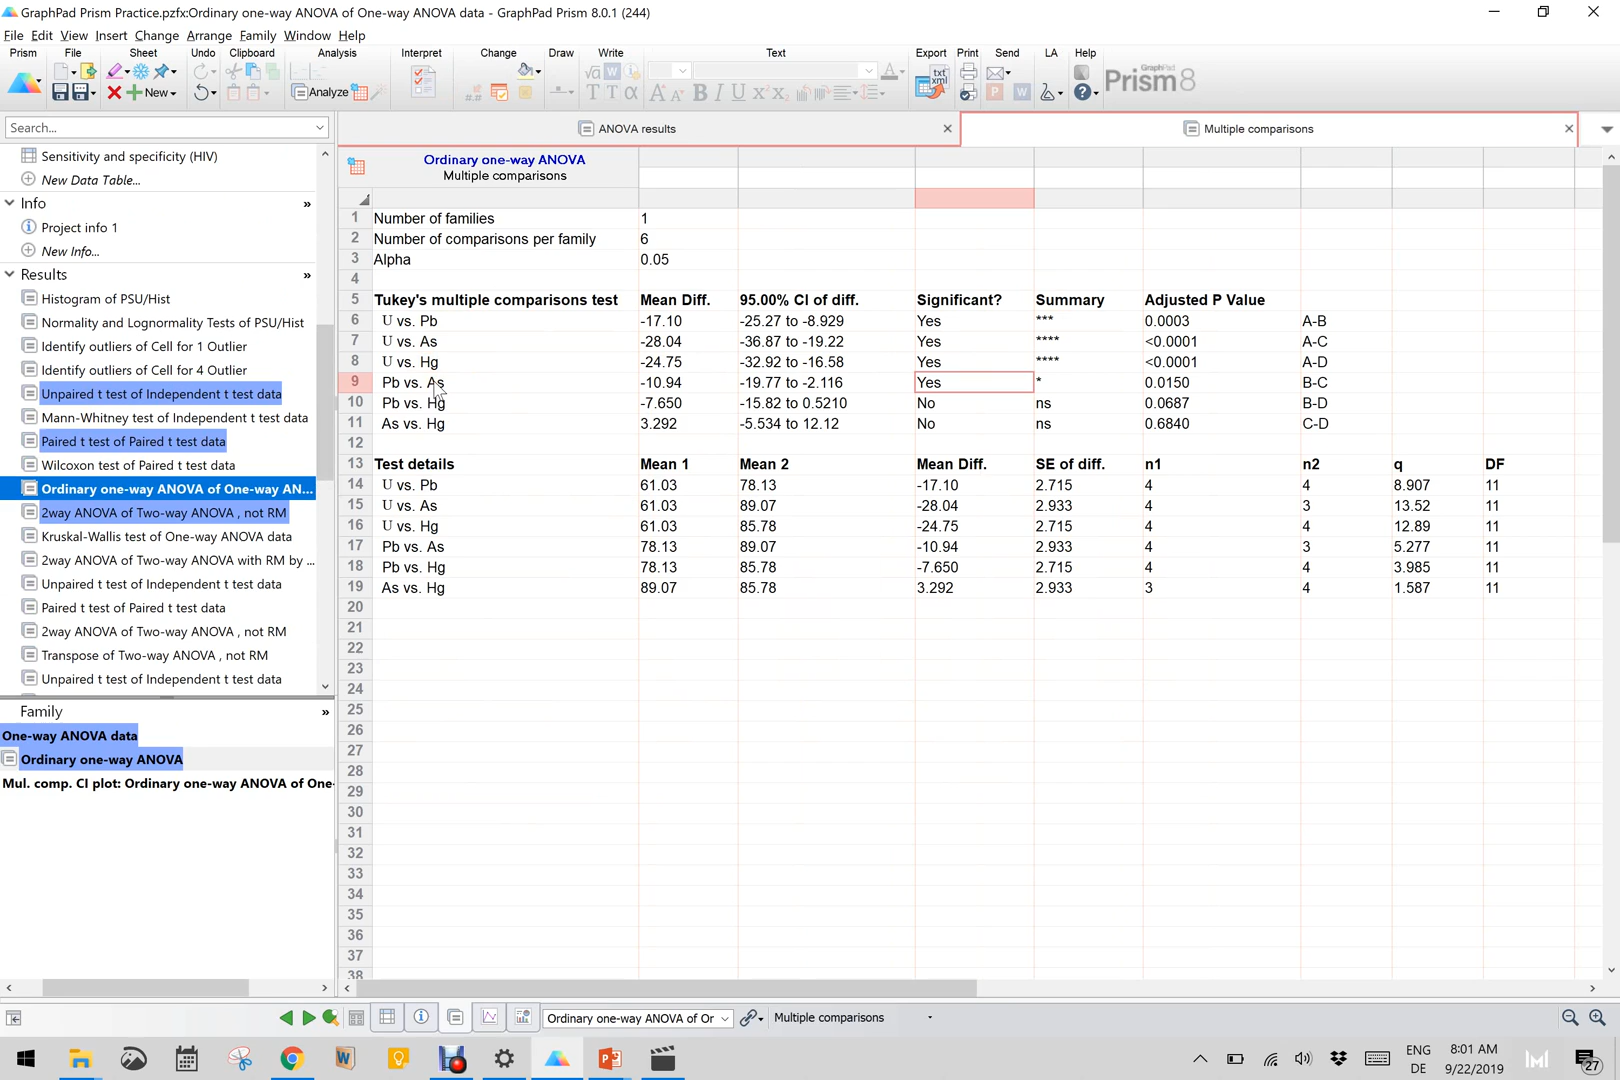 GraphPad Prism Practice.pzfx:Ordinary one-way ANOVA of One-way ANOVA data - GraphPad Prism 8.0.1 (244)
File Edit View Insert Change Arrange Family Window Help
Prism File Sheet Undo Clipboard Analysis Interpret Change Draw Write Text Export Print Send LA Help
New Analyze GraphPad Prism 8
Search...
ANOVA results
Multiple comparisons
Sensitivity and specificity (HIV)
New Data Table...
Info
Project info 1
New Info...
Results
Histogram of PSU/Hist
Normality and Lognormality Tests of PSU/Hist
Identify outliers of Cell for 1 Outlier
Identify outliers of Cell for 4 Outlier
Unpaired t test of Independent t test data
Mann-Whitney test of Independent t test data
Paired t test of Paired t test data
Wilcoxon test of Paired t test data
Ordinary one-way ANOVA of One-way AN...
2way ANOVA of Two-way ANOVA , not RM
Kruskal-Wallis test of One-way ANOVA data
2way ANOVA of Two-way ANOVA with RM by ...
Unpaired t test of Independent t test data
Paired t test of Paired t test data
2way ANOVA of Two-way ANOVA , not RM
Transpose of Two-way ANOVA , not RM
Unpaired t test of Independent t test data
Family
One-way ANOVA data
Ordinary one-way ANOVA
Mul. comp. CI plot: Ordinary one-way ANOVA of One-
Ordinary one-way ANOVA
Multiple comparisons
1 Number of families 1
2 Number of comparisons per family 6
3 Alpha 0.05
4
5 Tukey's multiple comparisons test Mean Diff. 95.00% CI of diff. Significant? Summary Adjusted P Value
6 U vs. Pb -17.10 -25.27 to -8.929 Yes *** 0.0003 A-B
7 U vs. As -28.04 -36.87 to -19.22 Yes **** <0.0001 A-C
8 U vs. Hg -24.75 -32.92 to -16.58 Yes **** <0.0001 A-D
9 Pb vs. As -10.94 -19.77 to -2.116 Yes * 0.0150 B-C
10 Pb vs. Hg -7.650 -15.82 to 0.5210 No ns 0.0687 B-D
11 As vs. Hg 3.292 -5.534 to 12.12 No ns 0.6840 C-D
12
13 Test details Mean 1 Mean 2 Mean Diff. SE of diff. n1 n2 q DF
14 U vs. Pb 61.03 78.13 -17.10 2.715 4 4 8.907 11
15 U vs. As 61.03 89.07 -28.04 2.933 4 3 13.52 11
16 U vs. Hg 61.03 85.78 -24.75 2.715 4 4 12.89 11
17 Pb vs. As 78.13 89.07 -10.94 2.933 4 3 5.277 11
18 Pb vs. Hg 78.13 85.78 -7.650 2.715 4 4 3.985 11
19 As vs. Hg 89.07 85.78 3.292 2.933 3 4 1.587 11
20
21
22
23
24
25
26
27
28
29
30
31
32
33
34
35
36
37
38
Ordinary one-way ANOVA of Or
Multiple comparisons
ENG
DE
8:01 AM
9/22/2019
27